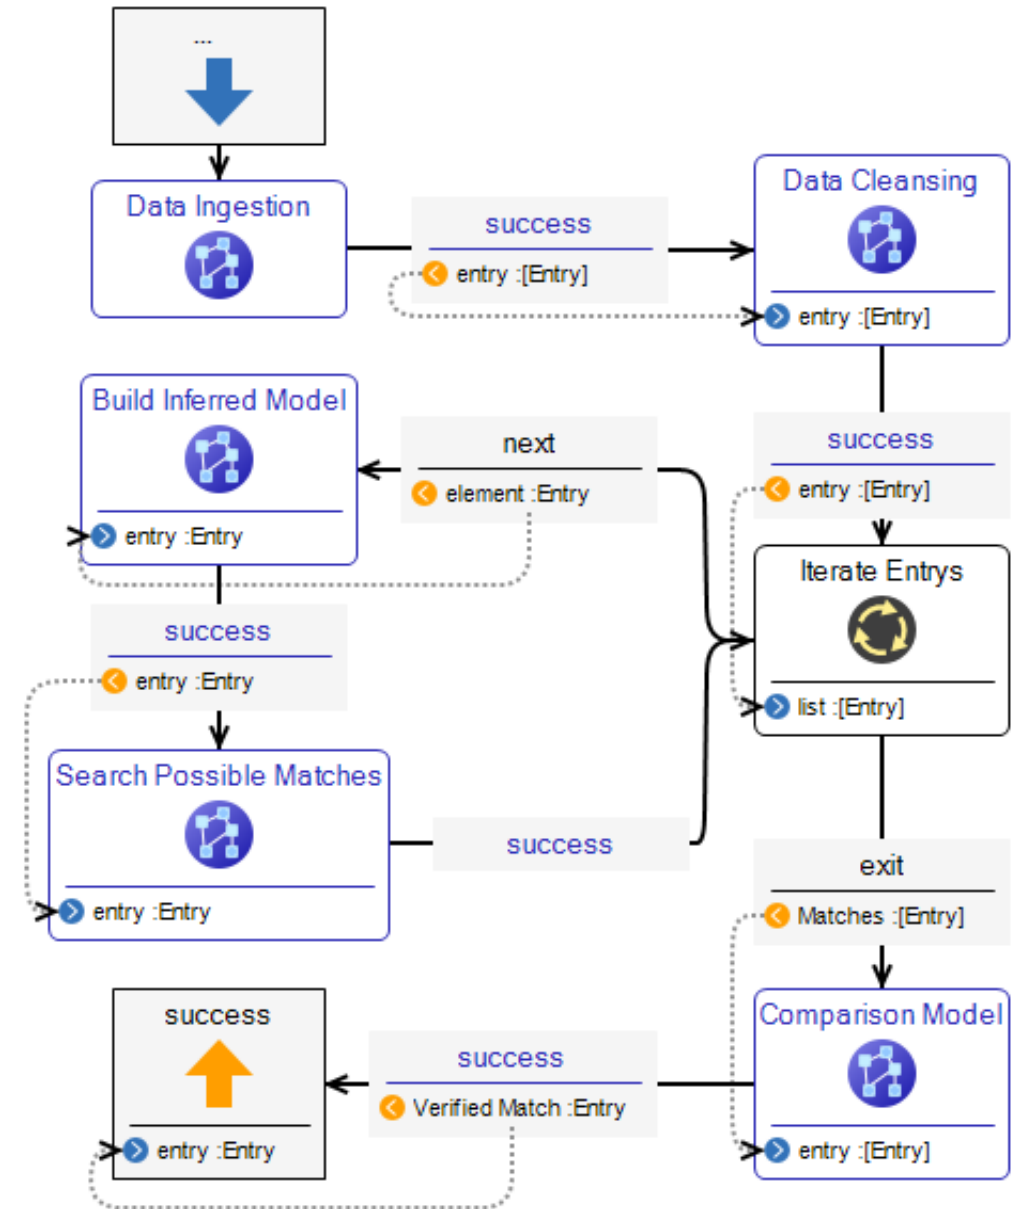 ...
Data Ingestion
success
entry :[Entry]
Data Cleansing
entry :[Entry]
success
entry :[Entry]
Iterate Entrys
list :[Entry]
next
element :Entry
Build Inferred Model
entry :Entry
success
entry :Entry
Search Possible Matches
entry :Entry
success
exit
Matches :[Entry]
Comparison Model
entry :[Entry]
success
Verified Match :Entry
success
entry :Entry